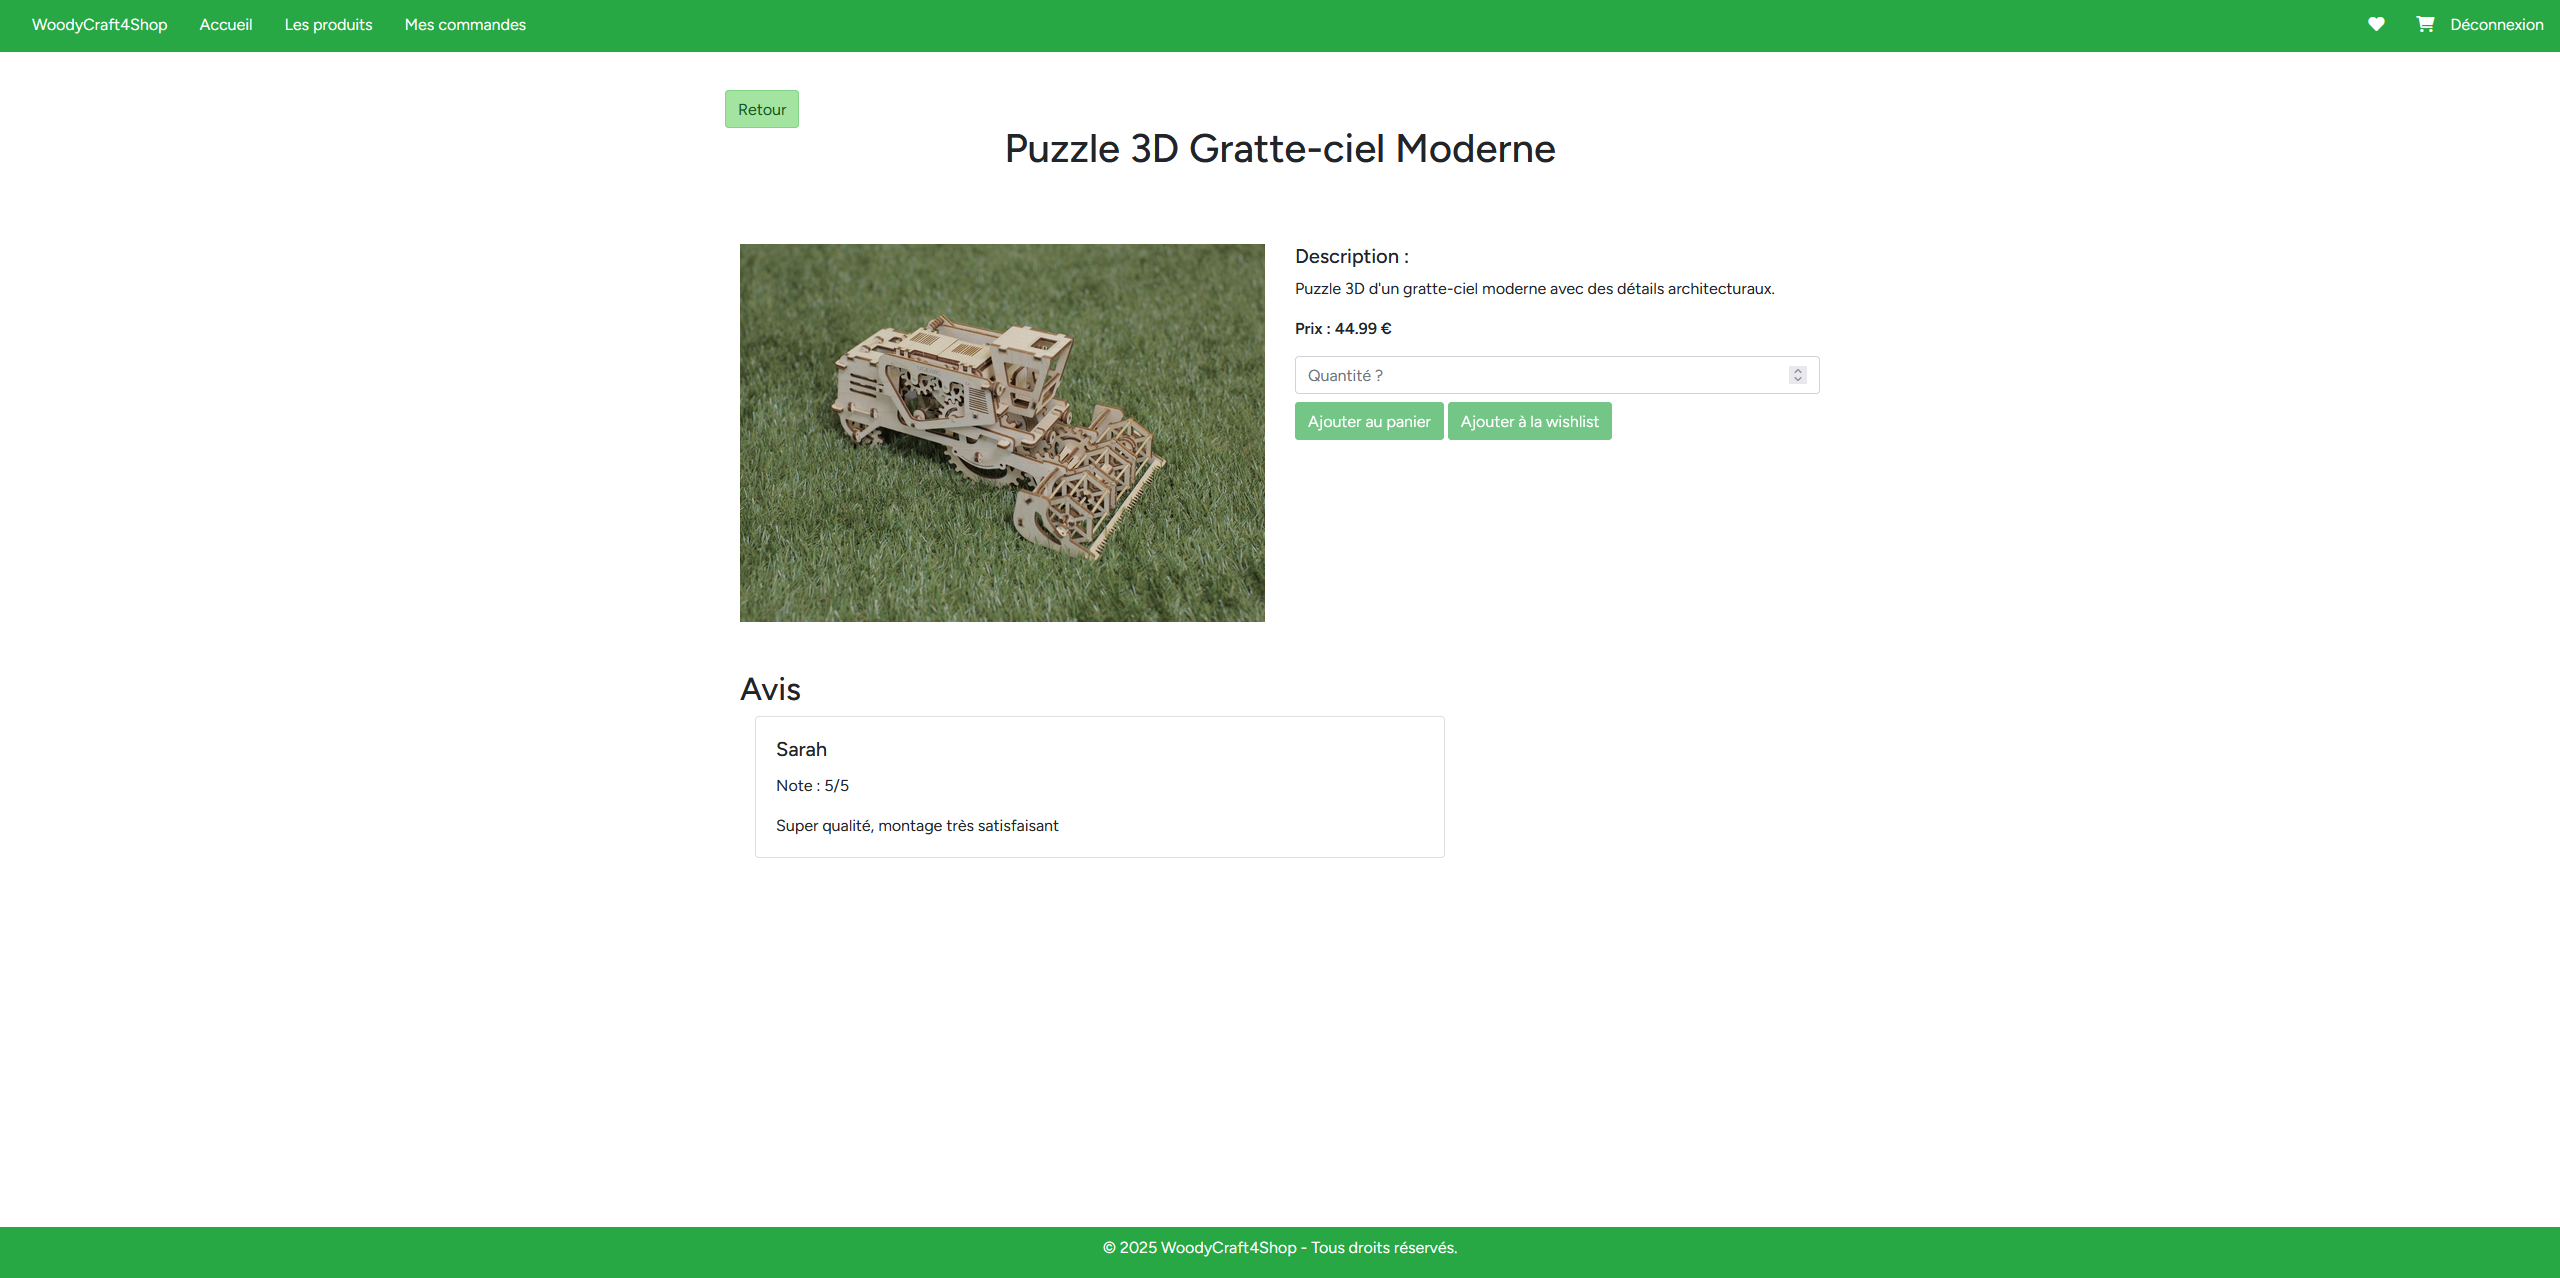 WoodyCraft4Shop Accueil Les produits Mes commandes Déconnexion
Retour
Puzzle 3D Gratte-ciel Moderne
Description :
Puzzle 3D d'un gratte-ciel moderne avec des détails architecturaux.
Prix : 44.99 €
Quantité ?
Ajouter au panier Ajouter à la wishlist
Avis
Sarah
Note : 5/5
Super qualité, montage très satisfaisant
© 2025 WoodyCraft4Shop - Tous droits réservés.